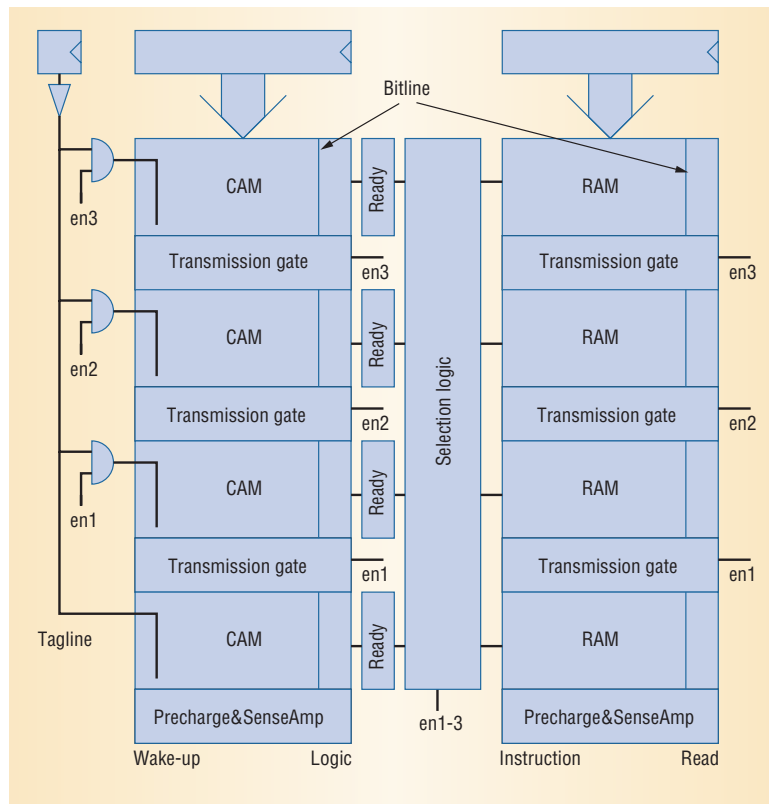 Bitline
CAM
Ready
RAM
en3
Transmission gate
en3
Transmission gate
en3
CAM
Ready
RAM
en2
Transmission gate
en2
Transmission gate
en2
Selection logic
CAM
Ready
RAM
en1
Transmission gate
en1
Transmission gate
en1
Tagline
CAM
Ready
RAM
Precharge&SenseAmp
en1-3
Precharge&SenseAmp
Wake-up Logic
Instruction Read